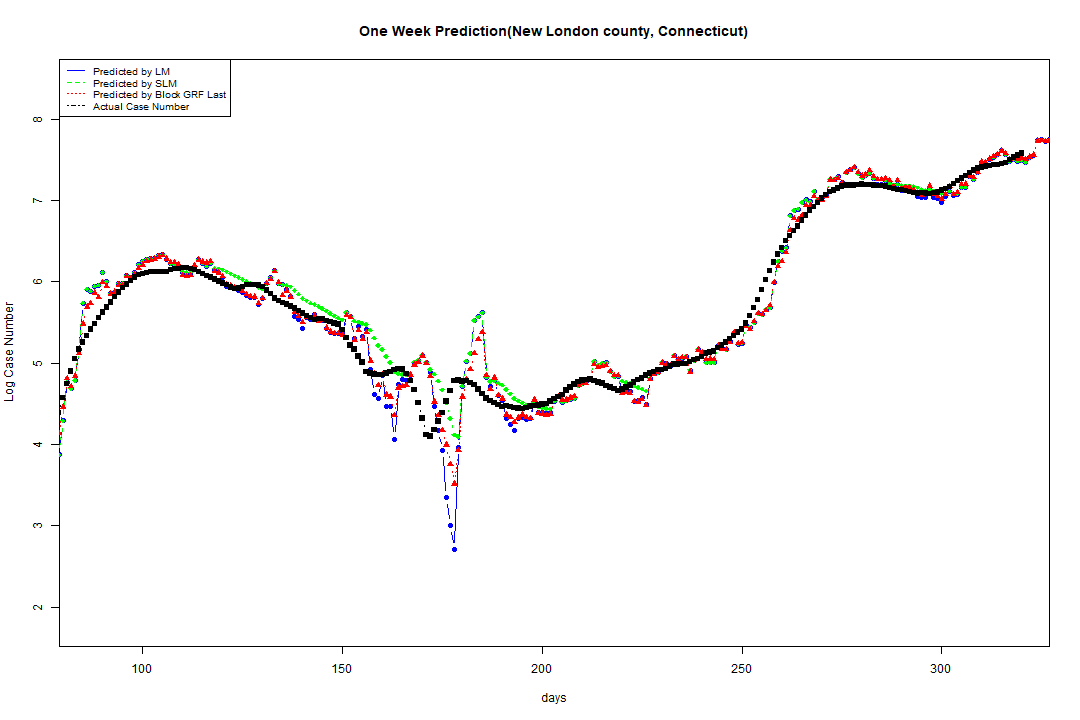 One Week Prediction(New London county, Connecticut)
Predicted by LM
Predicted by SLM
Predicted by Block GRF Last
Actual Case Number
Log Case Number
8
7
6
5
4
3
2
100 150 200 250 300
days